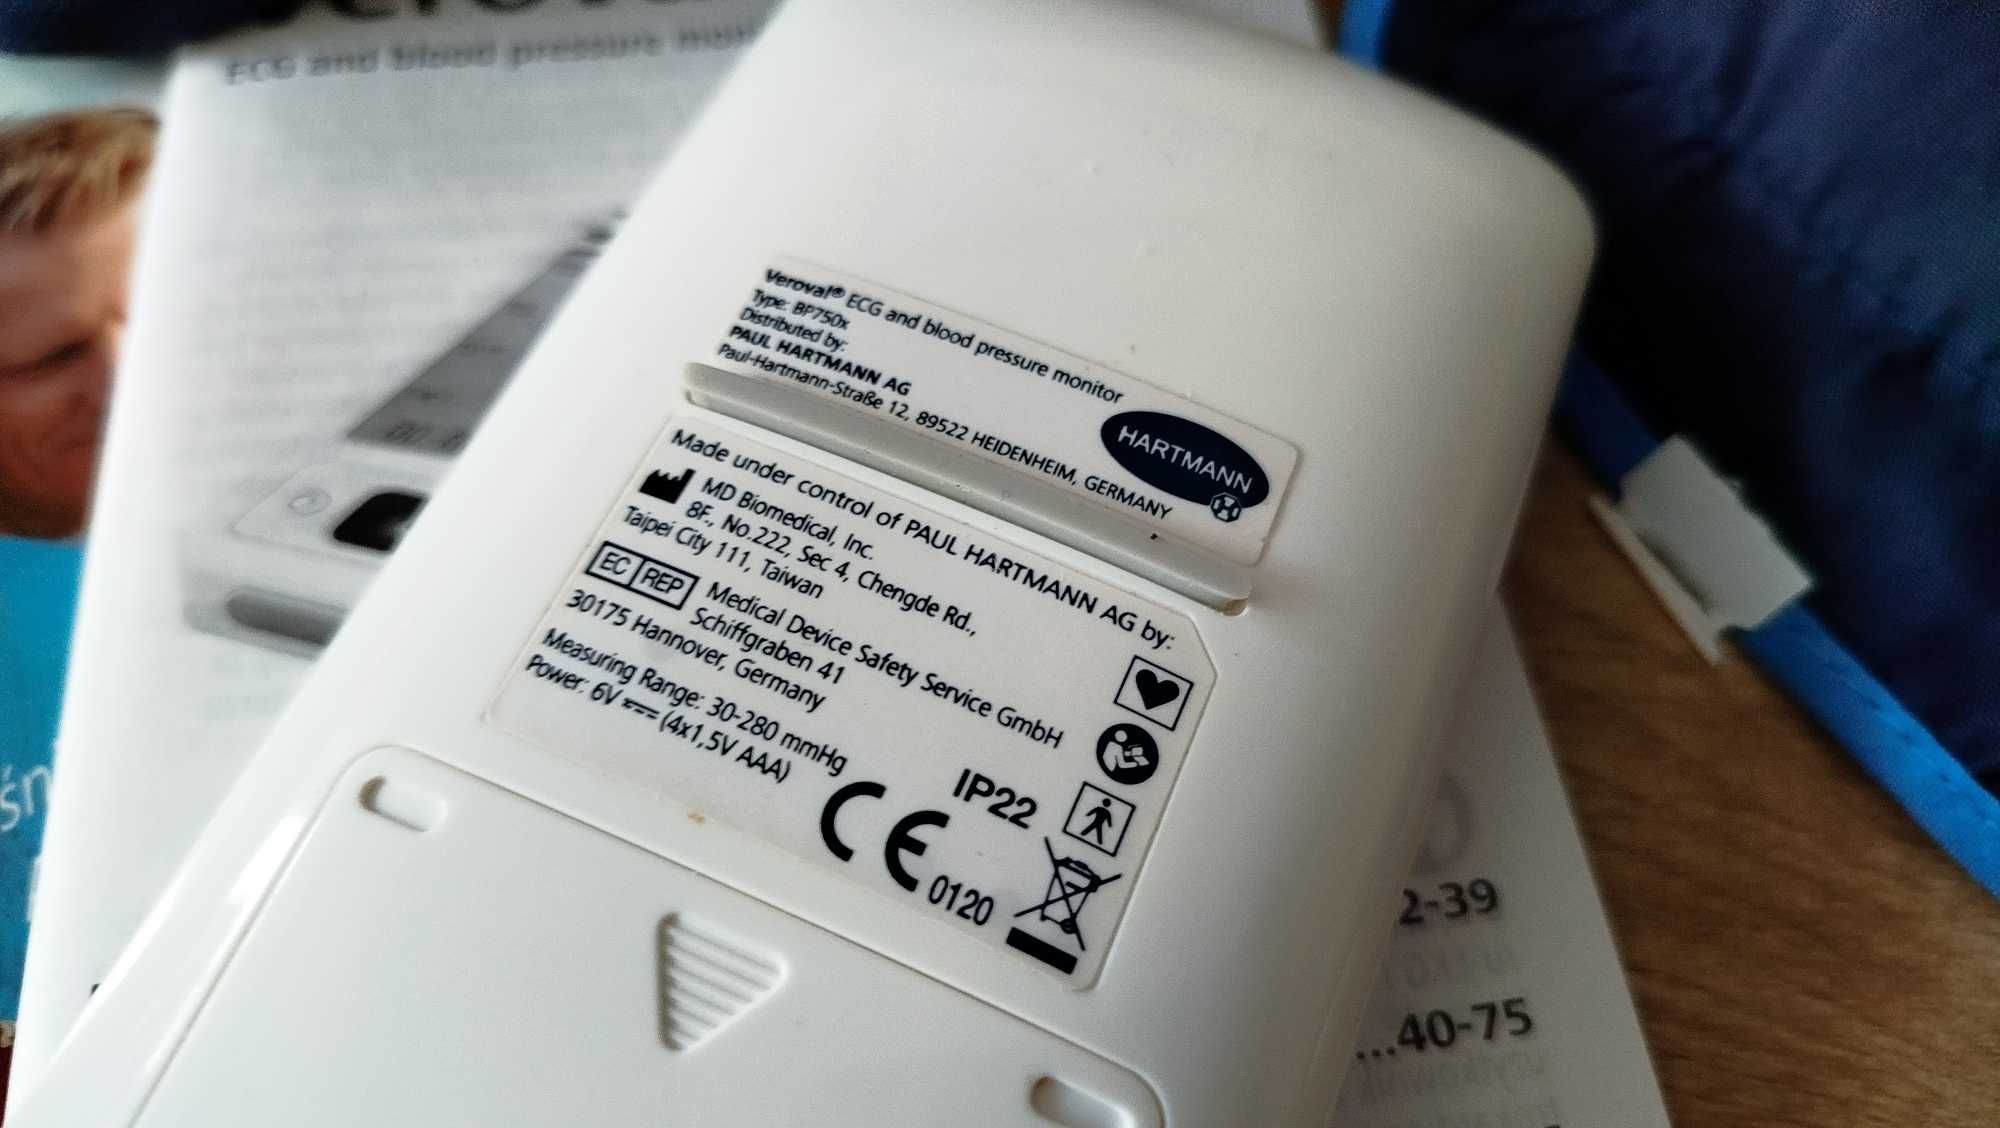 ECG and blood pressure
Veroval® ECG and blood pressure monitor
Type: BP750x
Distributed by:
PAUL HARTMANN AG
Paul-Hartmann-Straße 12, 89522 HEIDENHEIM, GERMANY
HARTMANN
Made under control of PAUL HARTMANN AG by:
MD Biomedical, Inc.
8F., No.222, Sec 4, Chengde Rd.,
Taipei City 111, Taiwan
EC REP
Medical Device Safety Service GmbH
Schiffgraben 41
30175 Hannover, Germany
Measuring Range: 30-280 mmHg
Power: 6V (4x1,5V AAA)
IP22
CE 0120
2-39
...40-75